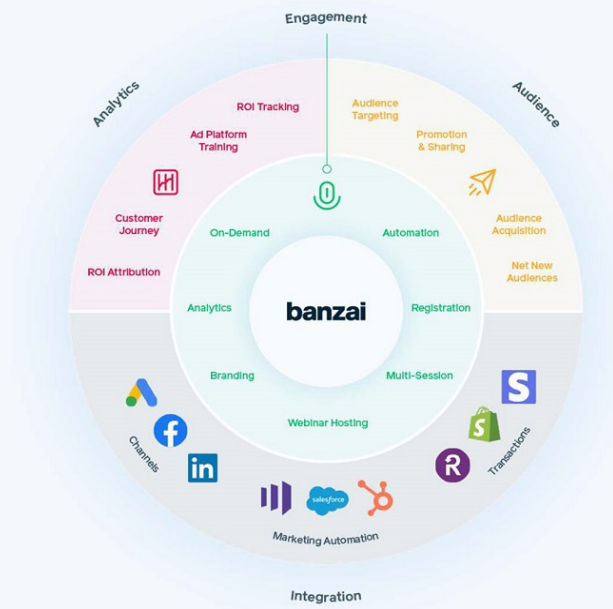 Engagement
Analytics
Audience
ROI Tracking
Ad Platform
Training
Customer
Journey
ROI Attribution
Audience
Targeting
Promotion
& Sharing
Audience
Acquisition
Net New
Audiences
On-Demand
Automation
Analytics
banzai
Registration
Branding
Multi-Session
Webinar Hosting
Channels
in
salesforce
S
S
R
Transactions
Marketing Automation
Integration